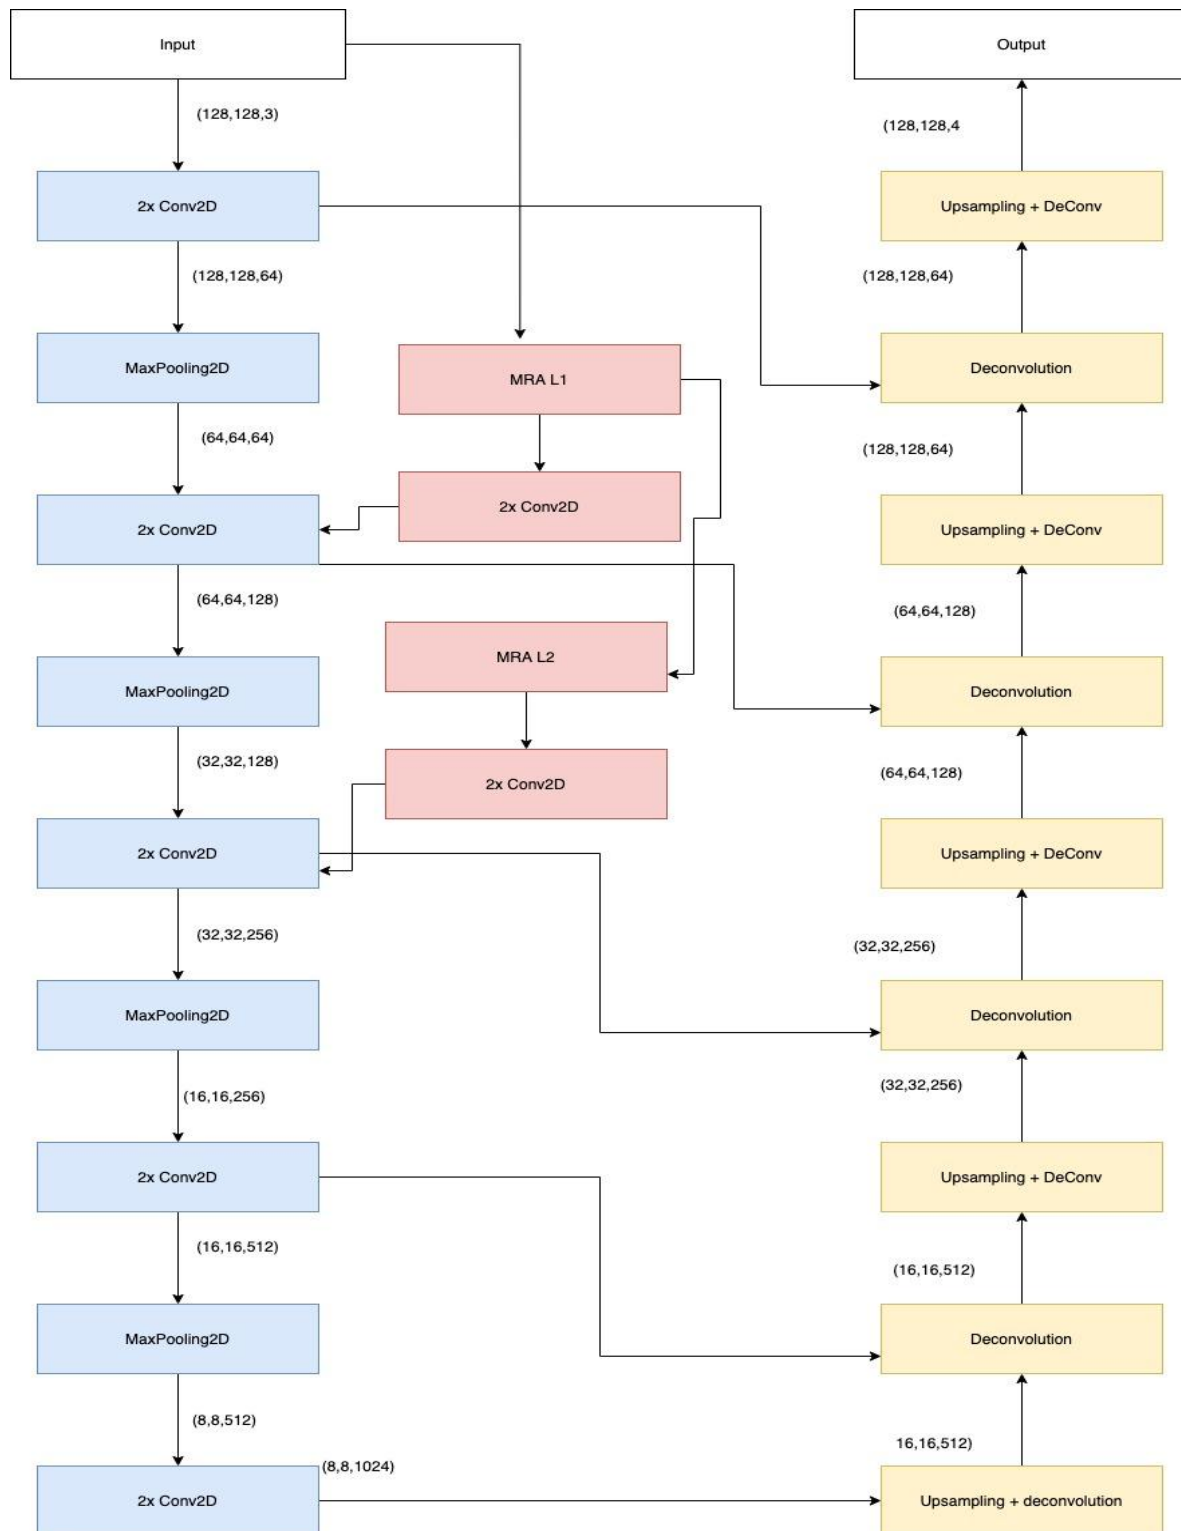 Input
Output
(128,128,3)
(128,128,4
2x Conv2D
Upsampling + DeConv
(128,128,64)
(128,128,64)
MaxPooling2D
MRA L1
Deconvolution
(64,64,64)
(128,128,64)
2x Conv2D
2x Conv2D
Upsampling + DeConv
(64,64,128)
(64,64,128)
MRA L2
MaxPooling2D
Deconvolution
(32,32,128)
(64,64,128)
2x Conv2D
2x Conv2D
Upsampling + DeConv
(32,32,256)
(32,32,256)
MaxPooling2D
Deconvolution
(16,16,256)
(32,32,256)
2x Conv2D
Upsampling + DeConv
(16,16,512)
(16,16,512)
MaxPooling2D
Deconvolution
(8,8,512)
16,16,512)
(8,8,1024)
2x Conv2D
Upsampling + deconvolution